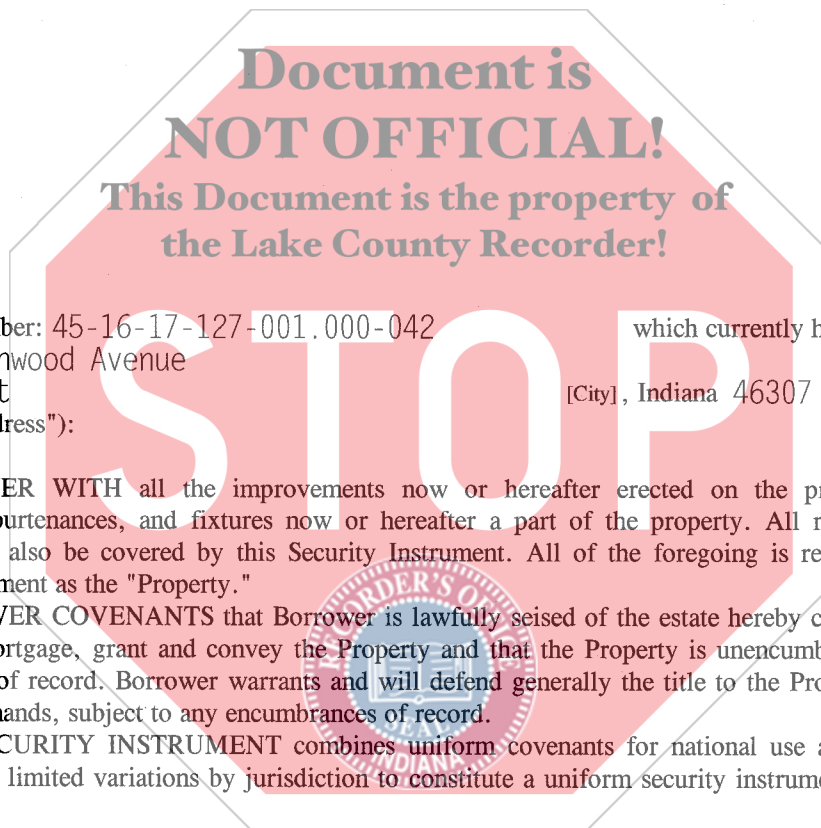 Document is
NOT OFFICIAL!
This Document is the property of
the Lake County Recorder!
ber: 45-16-17-127-001.000-042 which currently h
nwood Avenue
t [City], Indiana 46307
dress"):
STOP
ER WITH all the improvements now or hereafter erected on the pr
purtenances, and fixtures now or hereafter a part of the property. All r
also be covered by this Security Instrument. All of the foregoing is re
ment as the "Property."
VER COVENANTS that Borrower is lawfully seised of the estate hereby c
ortgage, grant and convey the Property and that the Property is unencumb
of record. Borrower warrants and will defend generally the title to the Pro
ands, subject to any encumbrances of record.
CURITY INSTRUMENT combines uniform covenants for national use a
limited variations by jurisdiction to constitute a uniform security instrume
RECORDER'S OFFICE
SEAL
INDIANA